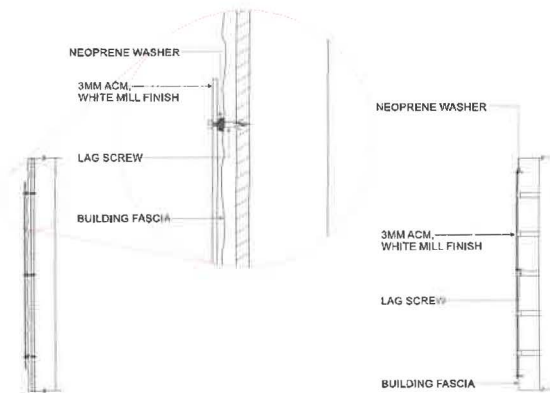 NEOPRENE WASHER
3MM ACM,
WHITE MILL FINISH
LAG SCREW
BUILDING FASCIA
NEOPRENE WASHER
3MM ACM,
WHITE MILL FINISH
LAG SCREW
BUILDING FASCIA